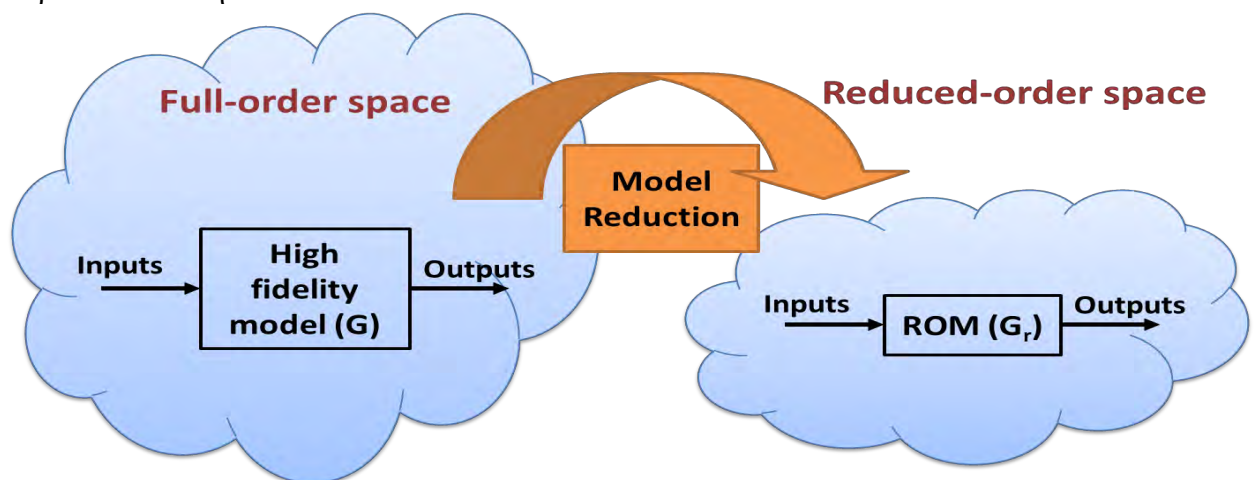 Full-order space
Reduced-order space
Model
Reduction
Inputs
High
fidelity
model (G)
Outputs
Inputs
ROM (Gr)
Outputs